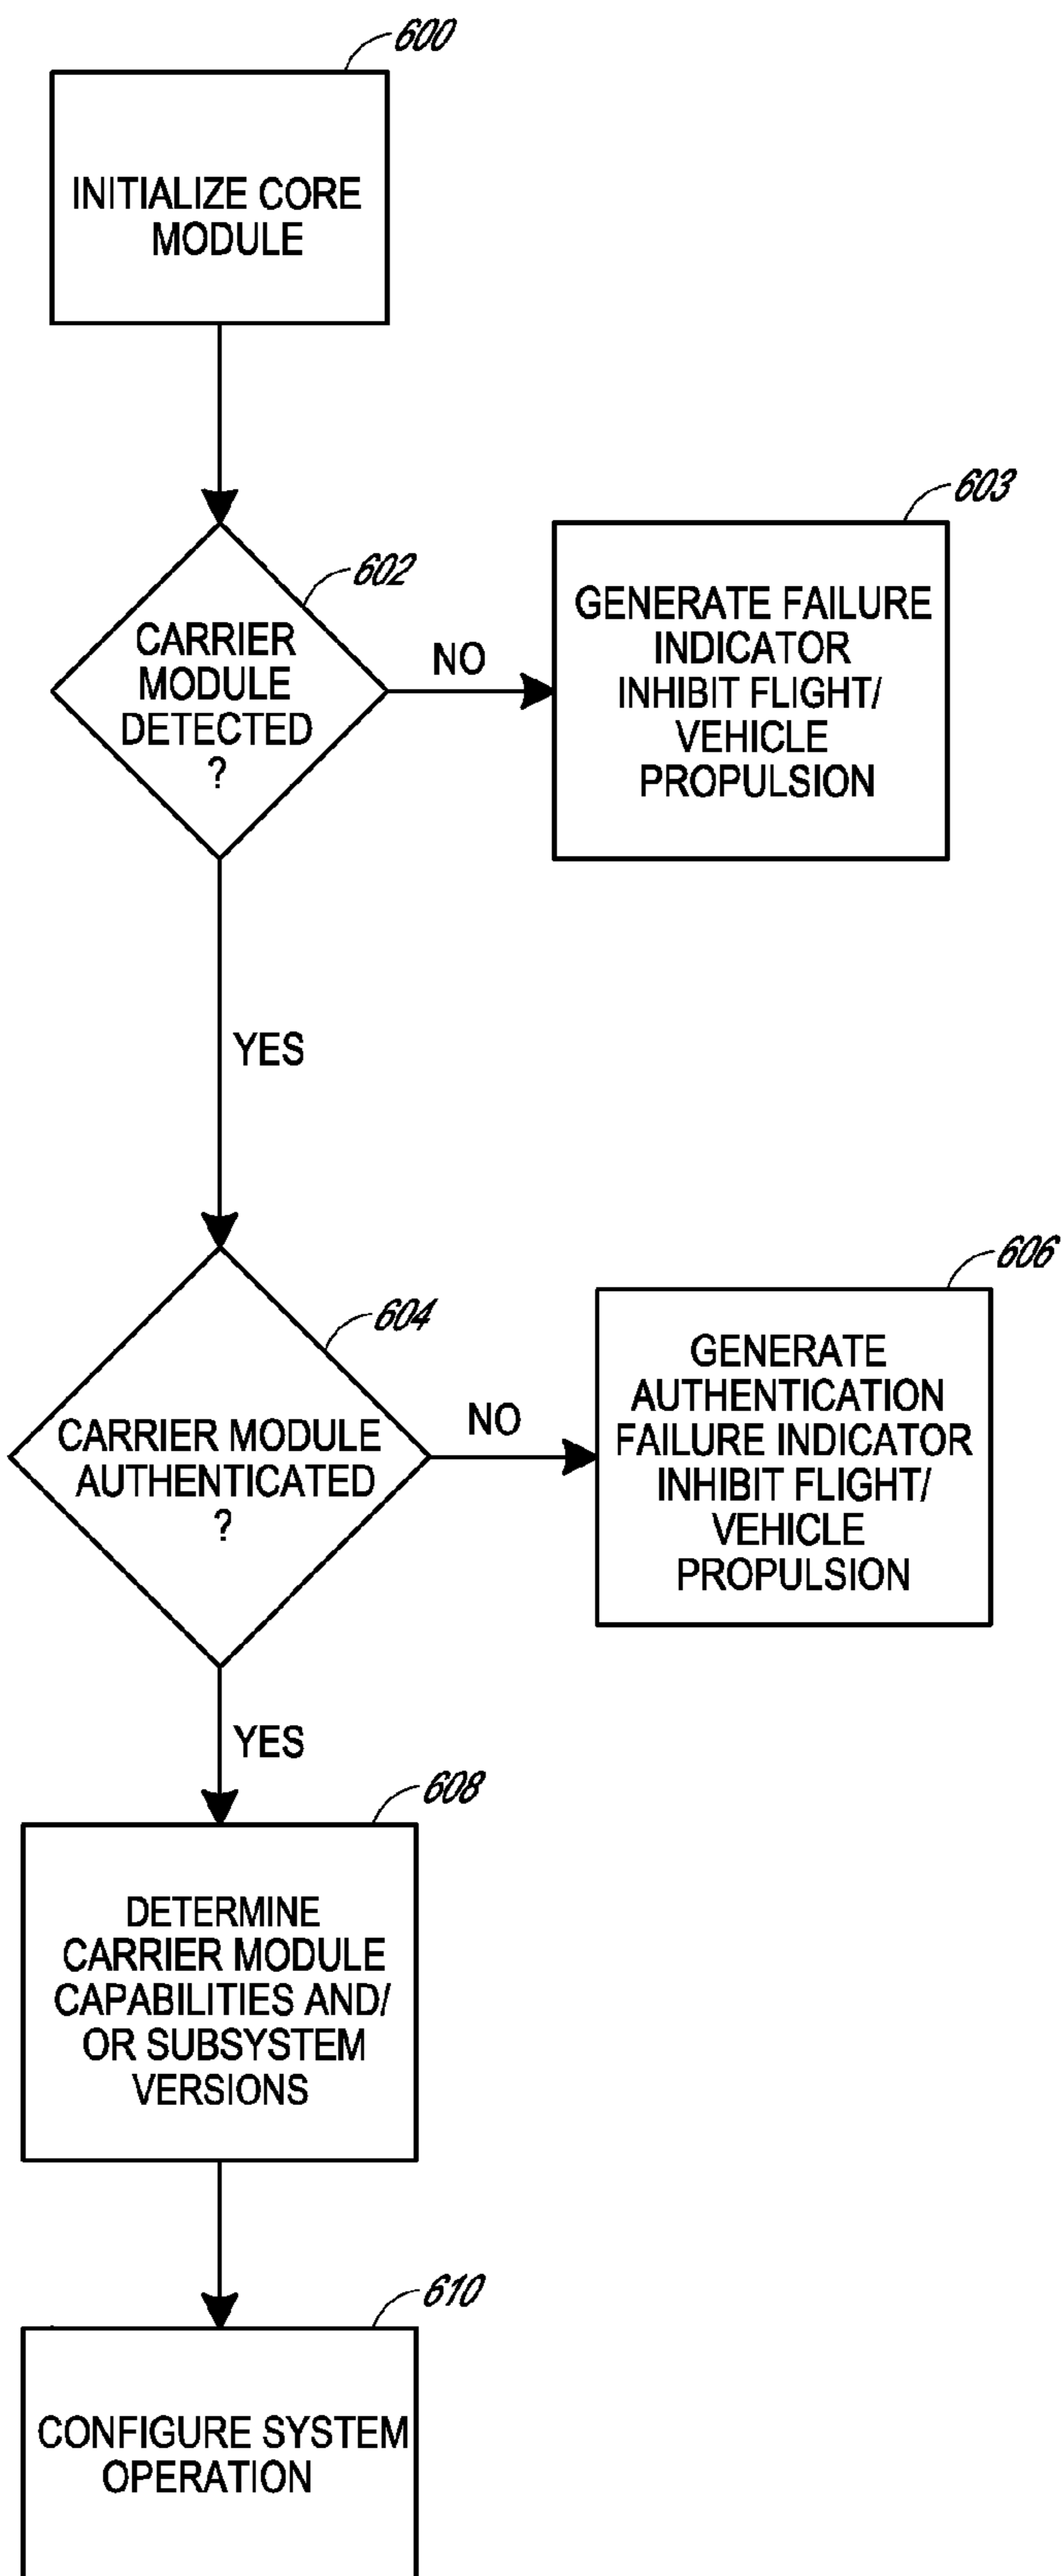 600
INITIALIZE CORE
MODULE
602
CARRIER
MODULE
DETECTED
?
NO
603
GENERATE FAILURE
INDICATOR
INHIBIT FLIGHT/
VEHICLE
PROPULSION
YES
604
CARRIER MODULE
AUTHENTICATED
?
NO
606
GENERATE
AUTHENTICATION
FAILURE INDICATOR
INHIBIT FLIGHT/
VEHICLE
PROPULSION
YES
608
DETERMINE
CARRIER MODULE
CAPABILITIES AND/
OR SUBSYSTEM
VERSIONS
610
CONFIGURE SYSTEM
OPERATION